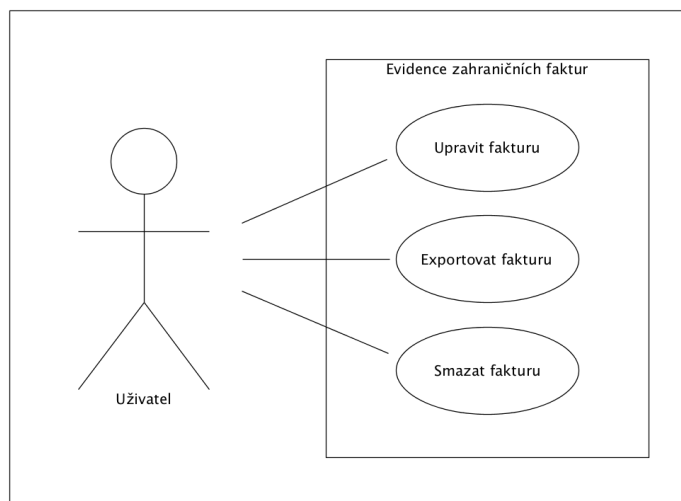 Evidence zahraničních faktur
Upravit fakturu
Exportovat fakturu
Smazat fakturu
Uživatel